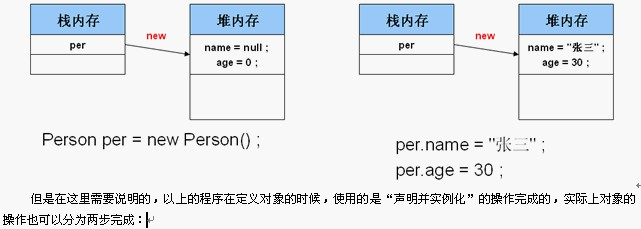 栈内存 堆内存 栈内存 堆内存
per new name = null ; per new name = "张三" ;
age = 0 ; age = 30 ;
Person per = new Person() ;
per.name = "张三" ;
per.age = 30 ;
但是在这里需要说明的，以上的程序在定义对象的时候，使用的是“声明并实例化”的操作完成的，实际上对象的
操作也可以分为两步完成：